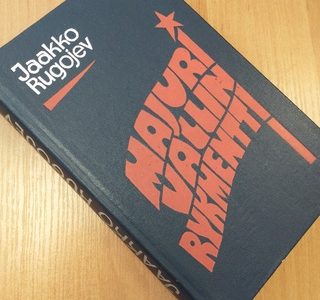 Jaakko
Rugojev
MAJURI
VALLIN
RYKMENTTI
JAAKKO RUGOJEV